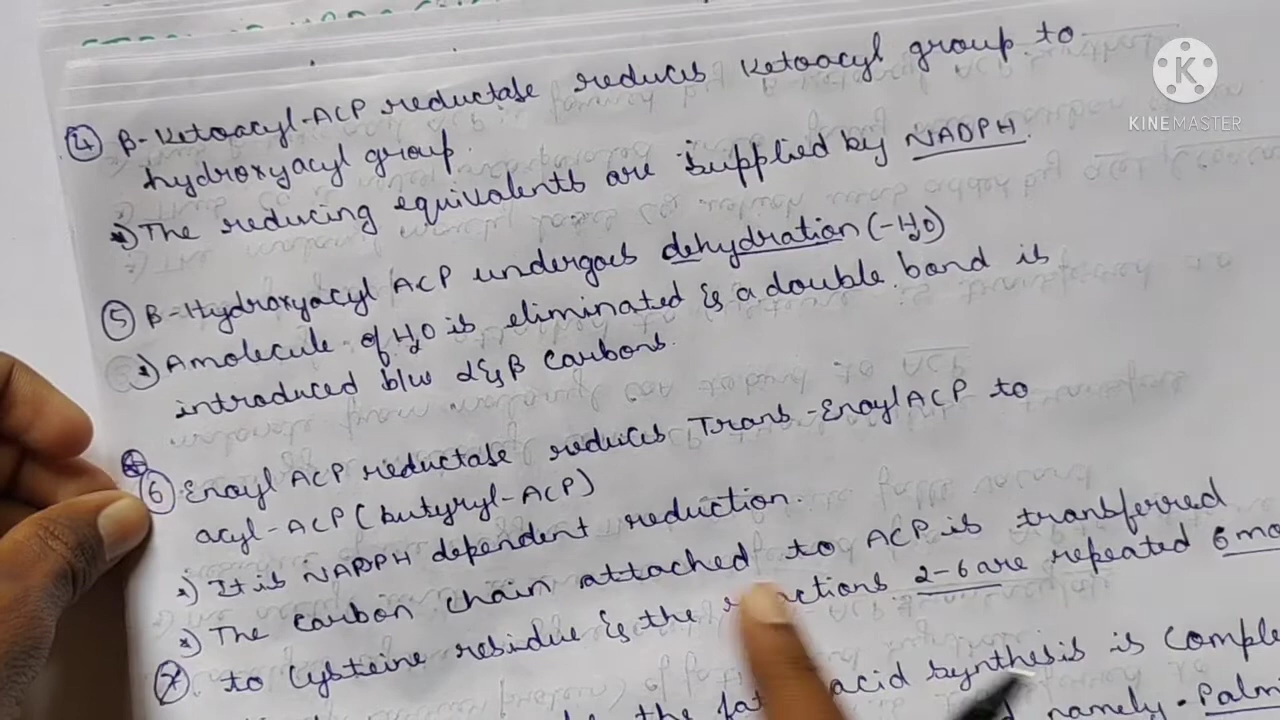 ④ β-Ketoacyl-ACP reductase reduces Ketoacyl group to
hydroxyacyl group.
*) The reducing equivalents are supplied by NADPH.
⑤ β-Hydroxyacyl ACP undergoes dehydration (-H2O)
*) A molecule of H2O is eliminated & a double bond is
introduced b/w α & β carbons.
⑥ Enoyl ACP reductase reduces Trans-Enoyl ACP to
acyl-ACP (butyryl-ACP)
*) It is NADPH dependent reduction.
*) The carbon chain attached to ACP is transferred
⑦ to cysteine residue & the reactions 2-6 are repeated 6
the acid synthesis is
namely.
KINEMASTER